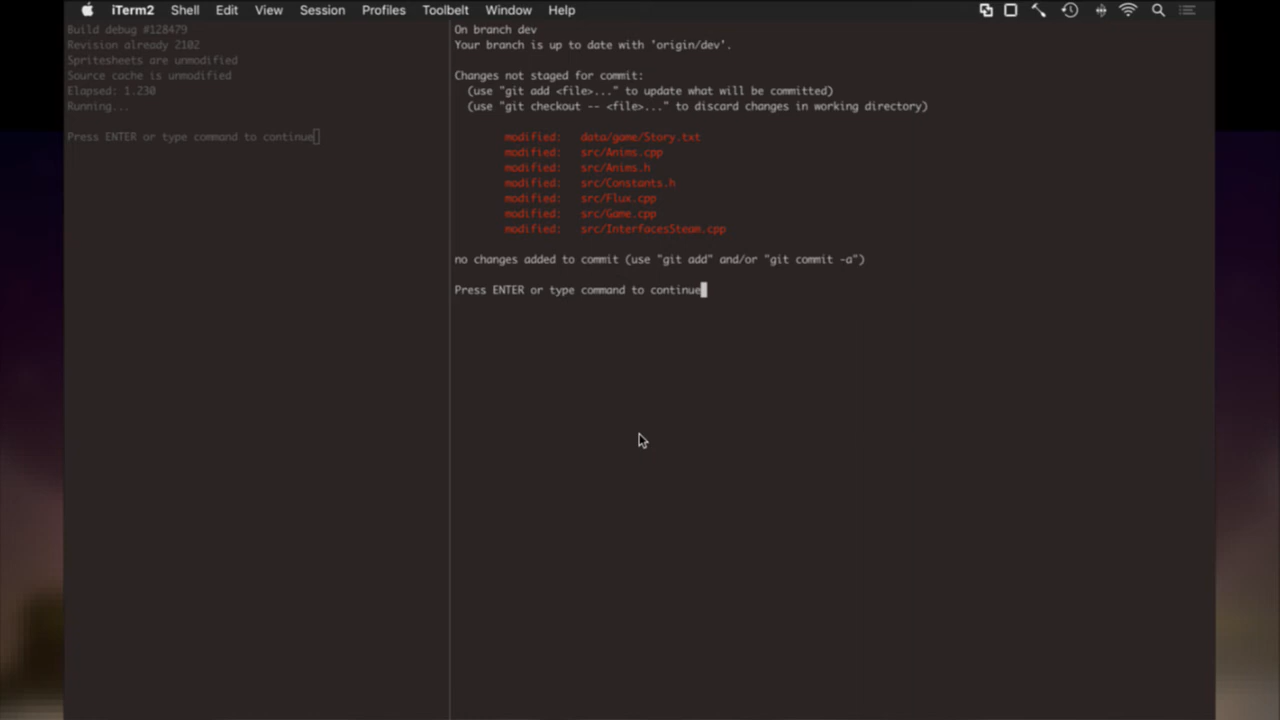 iTerm2 Shell Edit View Session Profiles Toolbelt Window Help
Build debug #128479
Revision already 2102
Spritesheets are unmodified
Source cache is unmodified
Elapsed: 1.230
Running...
Press ENTER or type command to continue
On branch dev
Your branch is up to date with 'origin/dev'.
Changes not staged for commit:
(use "git add <file>..." to update what will be committed)
(use "git checkout -- <file>..." to discard changes in working directory)
modified: data/game/Story.txt
modified: src/Anims.cpp
modified: src/Anims.h
modified: src/Constants.h
modified: src/Flux.cpp
modified: src/Game.cpp
modified: src/InterfacesSteam.cpp
no changes added to commit (use "git add" and/or "git commit -a")
Press ENTER or type command to continue